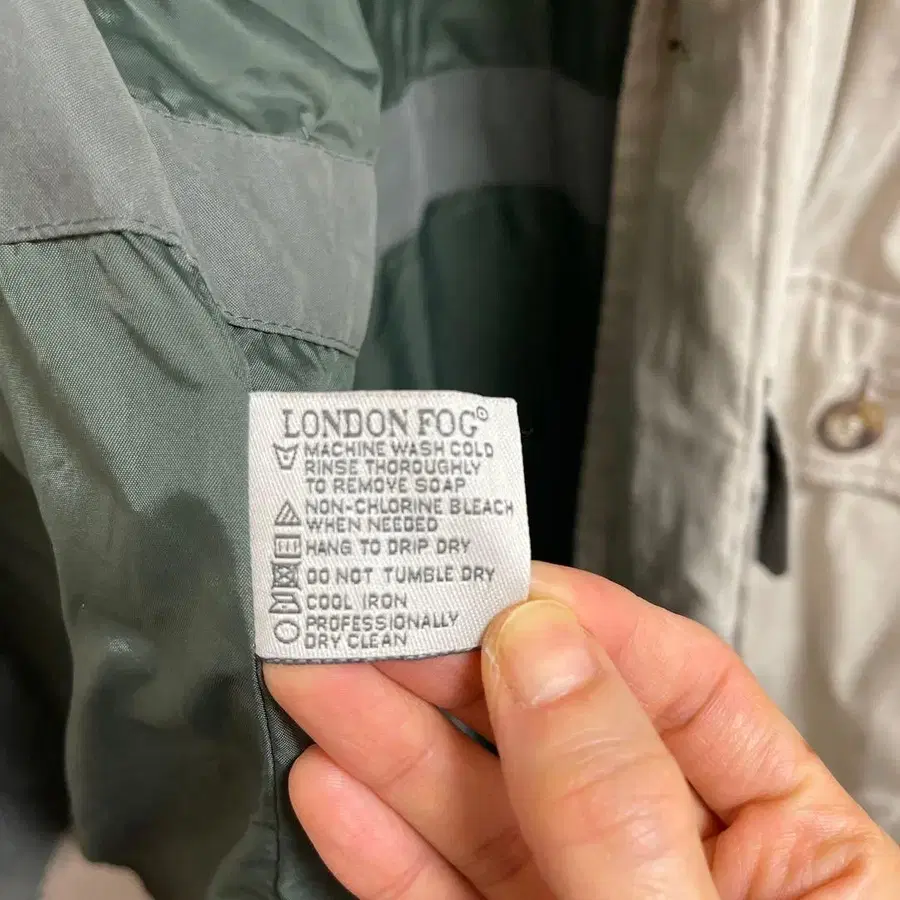 LONDON FOG®
MACHINE WASH COLD
RINSE THOROUGHLY
TO REMOVE SOAP
NON-CHLORINE BLEACH
WHEN NEEDED
HANG TO DRIP DRY
DO NOT TUMBLE DRY
COOL IRON
PROFESSIONALLY
DRY CLEAN